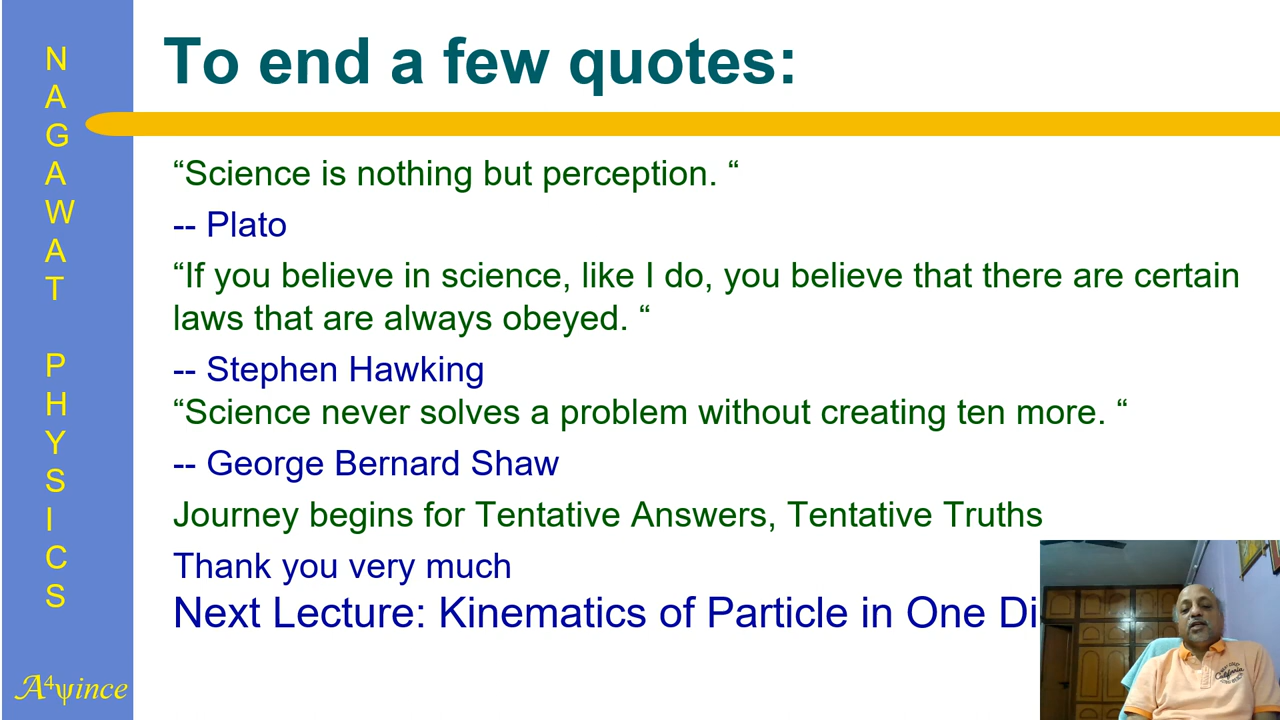 NAGAWAT PHYSICS
To end a few quotes:
“Science is nothing but perception. “
-- Plato
“If you believe in science, like I do, you believe that there are certain
laws that are always obeyed. “
-- Stephen Hawking
“Science never solves a problem without creating ten more. “
-- George Bernard Shaw
Journey begins for Tentative Answers, Tentative Truths
Thank you very much
Next Lecture: Kinematics of Particle in One Di
A⁴ψince
California